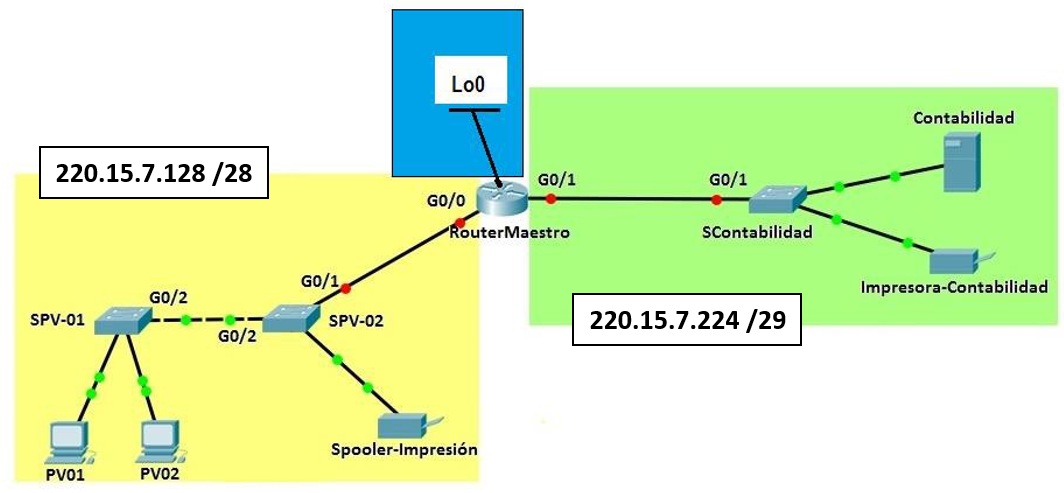 Lo0
Contabilidad
220.15.7.128 /28
G0/1
G0/1
G0/0
RouterMaestro
SContabilidad
Impresora-Contabilidad
G0/1
G0/2
220.15.7.224 /29
SPV-01
SPV-02
G0/2
Spooler-Impresión
PV01
PV02